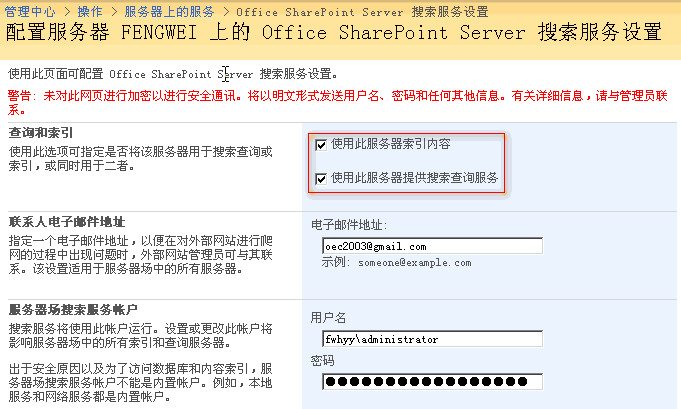 管理中心 > 操作 > 服务器上的服务 > Office SharePoint Server 搜索服务设置
配置服务器 FENGWEI 上的 Office SharePoint Server 搜索服务设置
使用此页面可配置 Office SharePoint Server 搜索服务设置。
警告: 未对此网页进行加密以进行安全通讯。将以明文形式发送用户名、密码和任何其他信息。有关详细信息，请与管理员联
系。
查询和索引
使用此选项可指定是否将该服务器用于搜索查询或
索引，或同时用于二者。
使用此服务器索引内容
使用此服务器提供搜索查询服务
联系人电子邮件地址
指定一个电子邮件地址，以便在对外部网站进行爬
网的过程中出现问题时，外部网站管理员可与其联
系。该设置适用于服务器场中的所有服务器。
电子邮件地址:
oec2003@gmail.com
示例: someone@example.com
服务器场搜索服务帐户
搜索服务将使用此帐户运行。设置或更改此帐户将
影响服务器场中的所有索引和查询服务器。
出于安全原因以及为了访问数据库和内容索引，服
务器场搜索服务帐户不能是内置帐户。例如，本地
服务和网络服务都是内置帐户。
用户名
fwhyy\administrator
密码